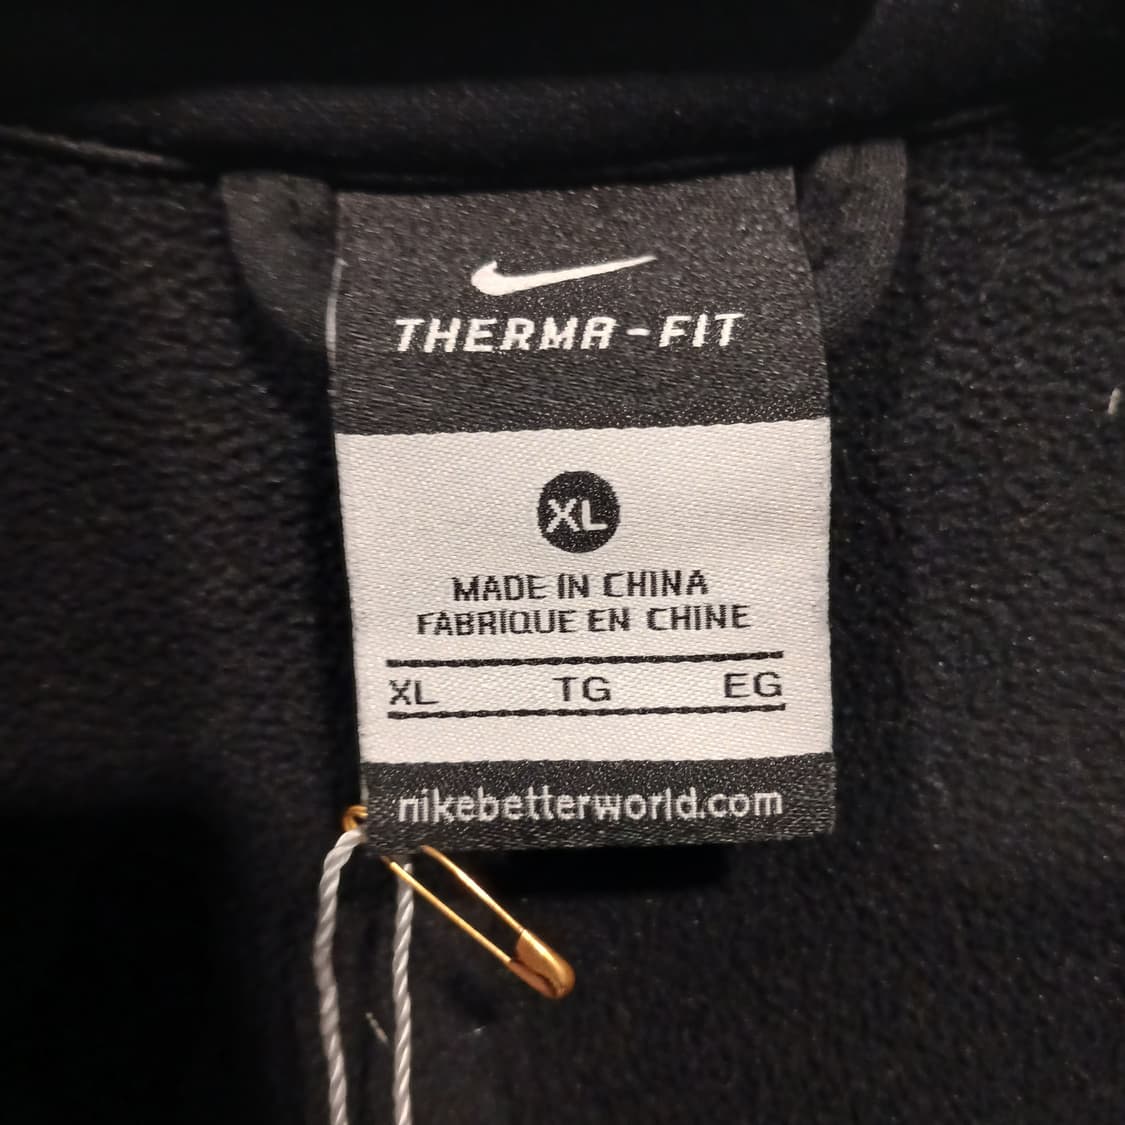 THERMA-FIT
XL
MADE IN CHINA
FABRIQUE EN CHINE
XL TG EG
nikebetterworld.com